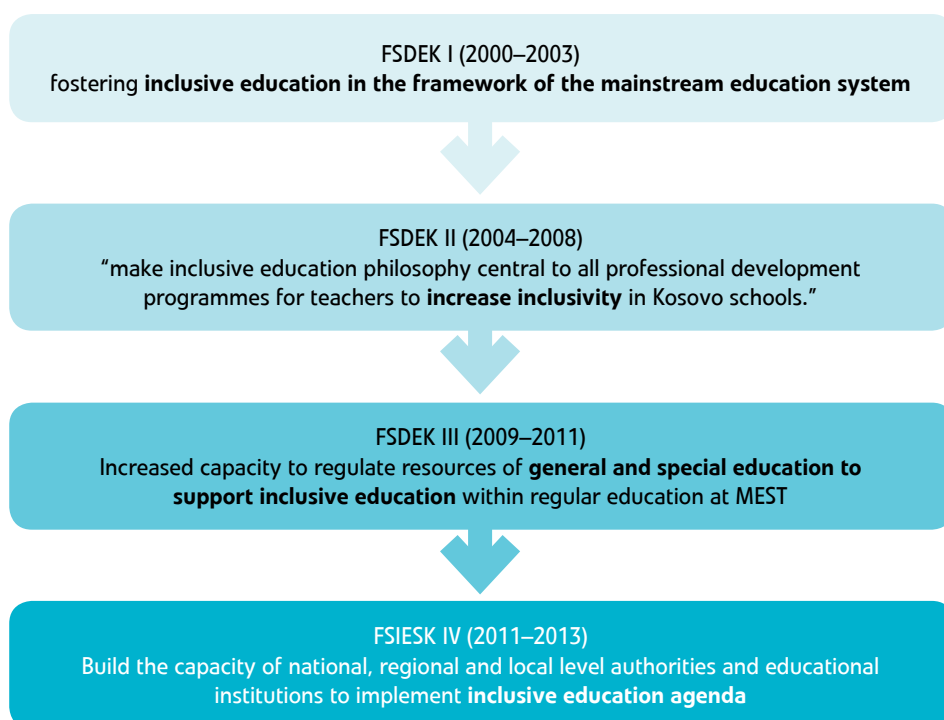 FSDEK I (2000–2003)
fostering inclusive education in the framework of the mainstream education system
FSDEK II (2004–2008)
“make inclusive education philosophy central to all professional development
programmes for teachers to increase inclusivity in Kosovo schools.”
FSDEK III (2009–2011)
Increased capacity to regulate resources of general and special education to
support inclusive education within regular education at MEST
FSIESK IV (2011–2013)
Build the capacity of national, regional and local level authorities and educational
institutions to implement inclusive education agenda